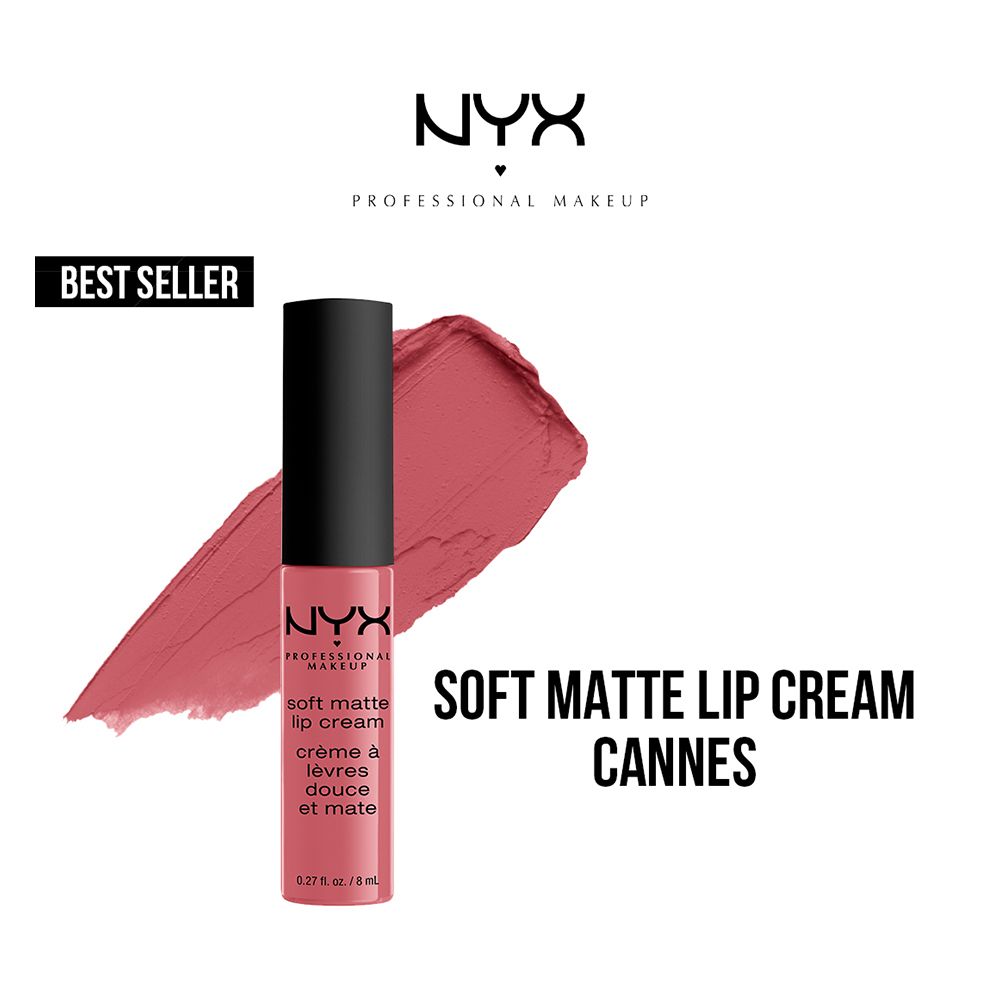 NYX
PROFESSIONAL MAKEUP
BEST SELLER
NYX
PROFESSIONAL
MAKEUP
soft matte
lip cream
crème à
lèvres
douce
et mate
0.27 fl. oz. / 8 mL
SOFT MATTE LIP CREAM
CANNES